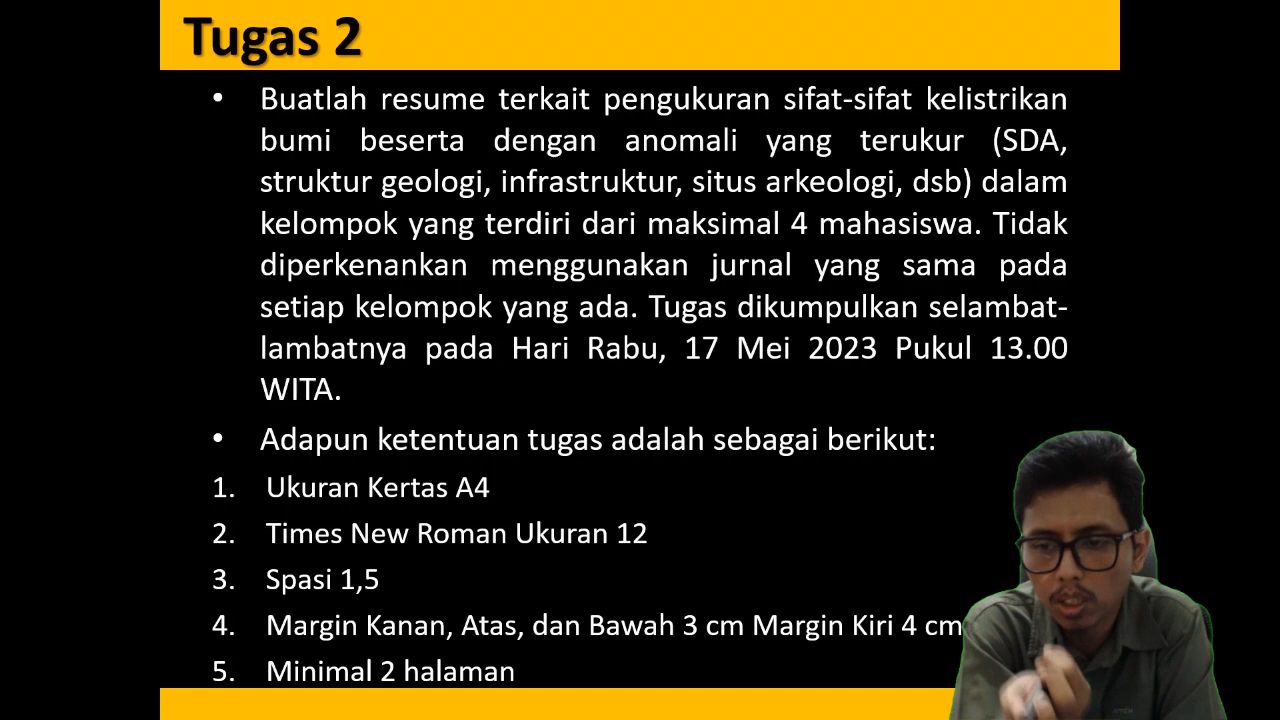 Tugas 2
• Buatlah resume terkait pengukuran sifat-sifat kelistrikan
bumi beserta dengan anomali yang terukur (SDA,
struktur geologi, infrastruktur, situs arkeologi, dsb) dalam
kelompok yang terdiri dari maksimal 4 mahasiswa. Tidak
diperkenankan menggunakan jurnal yang sama pada
setiap kelompok yang ada. Tugas dikumpulkan selambat-
lambatnya pada Hari Rabu, 17 Mei 2023 Pukul 13.00
WITA.
• Adapun ketentuan tugas adalah sebagai berikut:
1. Ukuran Kertas A4
2. Times New Roman Ukuran 12
3. Spasi 1,5
4. Margin Kanan, Atas, dan Bawah 3 cm Margin Kiri 4 cm
5. Minimal 2 halaman